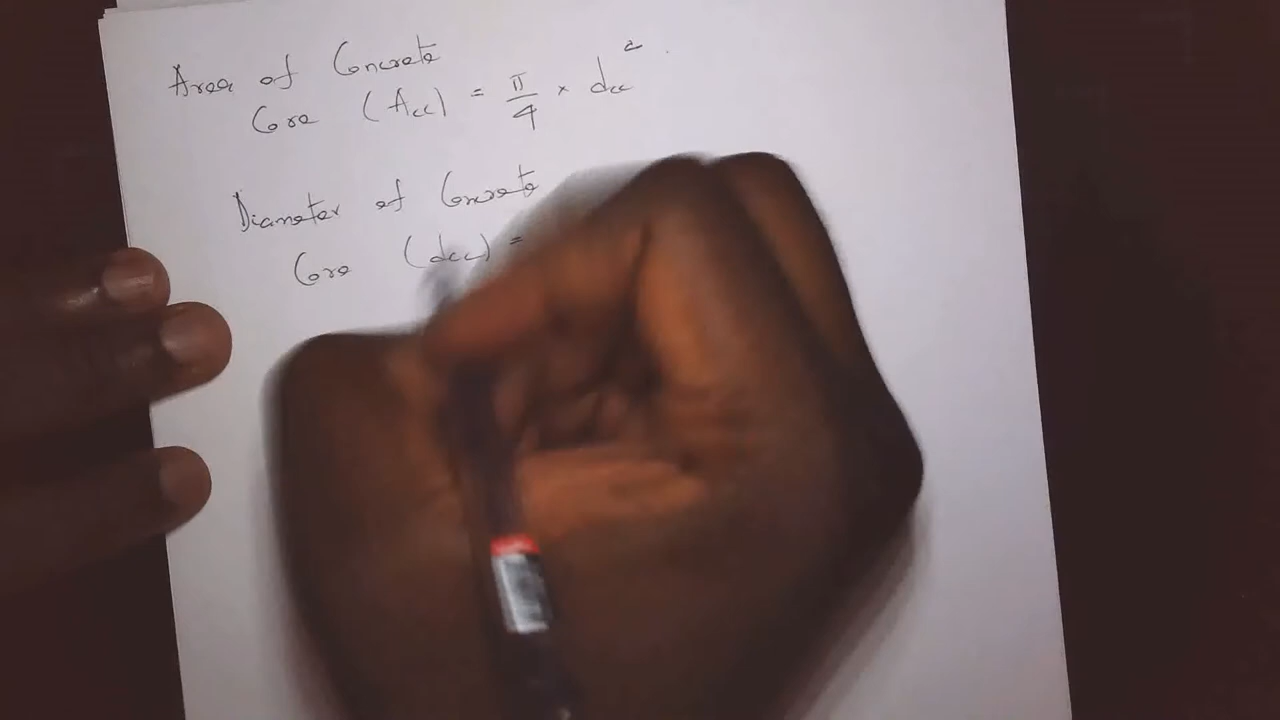 Area of Concrete
Core (Acc) = π/4 × dcc²
Diameter of Concrete
Core (dcc) =